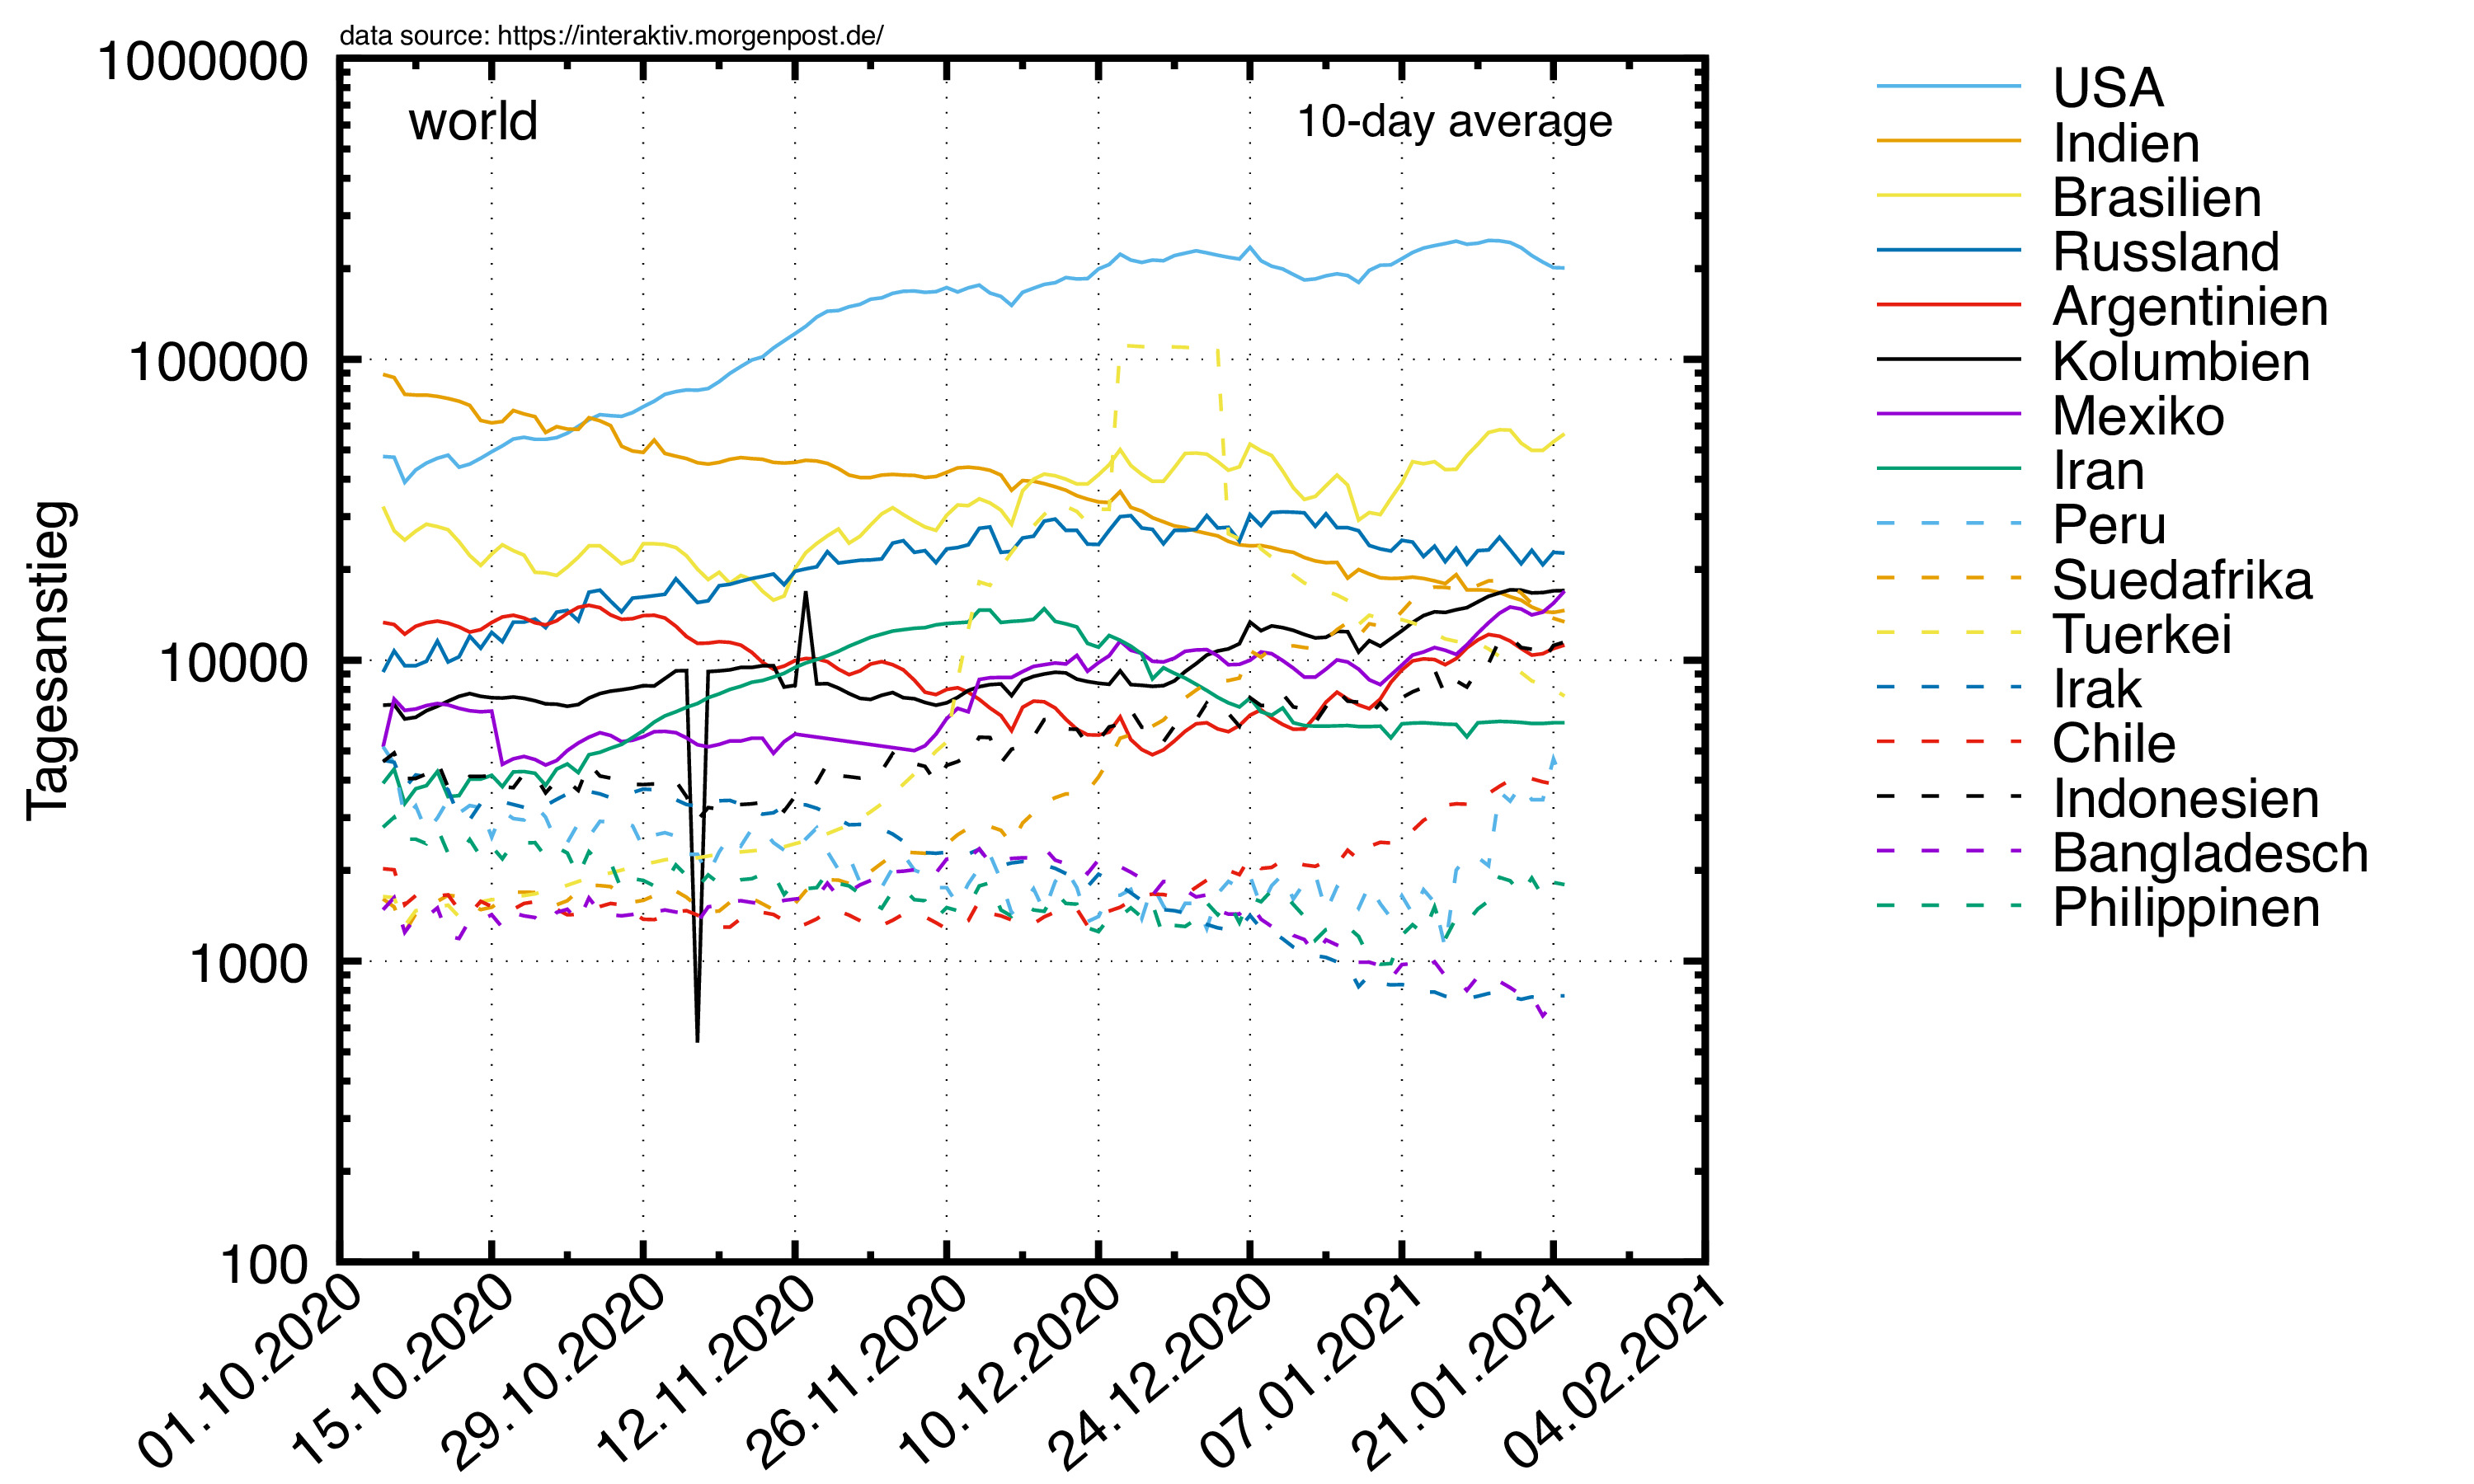 data source: https://interaktiv.morgenpost.de/
world
10-day average
Tagesanstieg
1000000
100000
10000
1000
100
01.10.2020
15.10.2020
29.10.2020
12.11.2020
26.11.2020
10.12.2020
24.12.2020
07.01.2021
21.01.2021
04.02.2021
USA
Indien
Brasilien
Russland
Argentinien
Kolumbien
Mexiko
Iran
Peru
Suedafrika
Tuerkei
Irak
Chile
Indonesien
Bangladesch
Philippinen